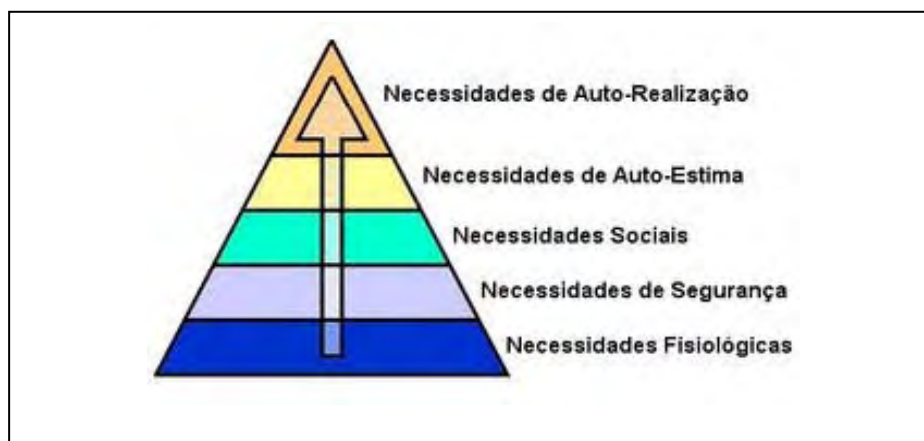 Necessidades de Auto-Realização
Necessidades de Auto-Estima
Necessidades Sociais
Necessidades de Segurança
Necessidades Fisiológicas